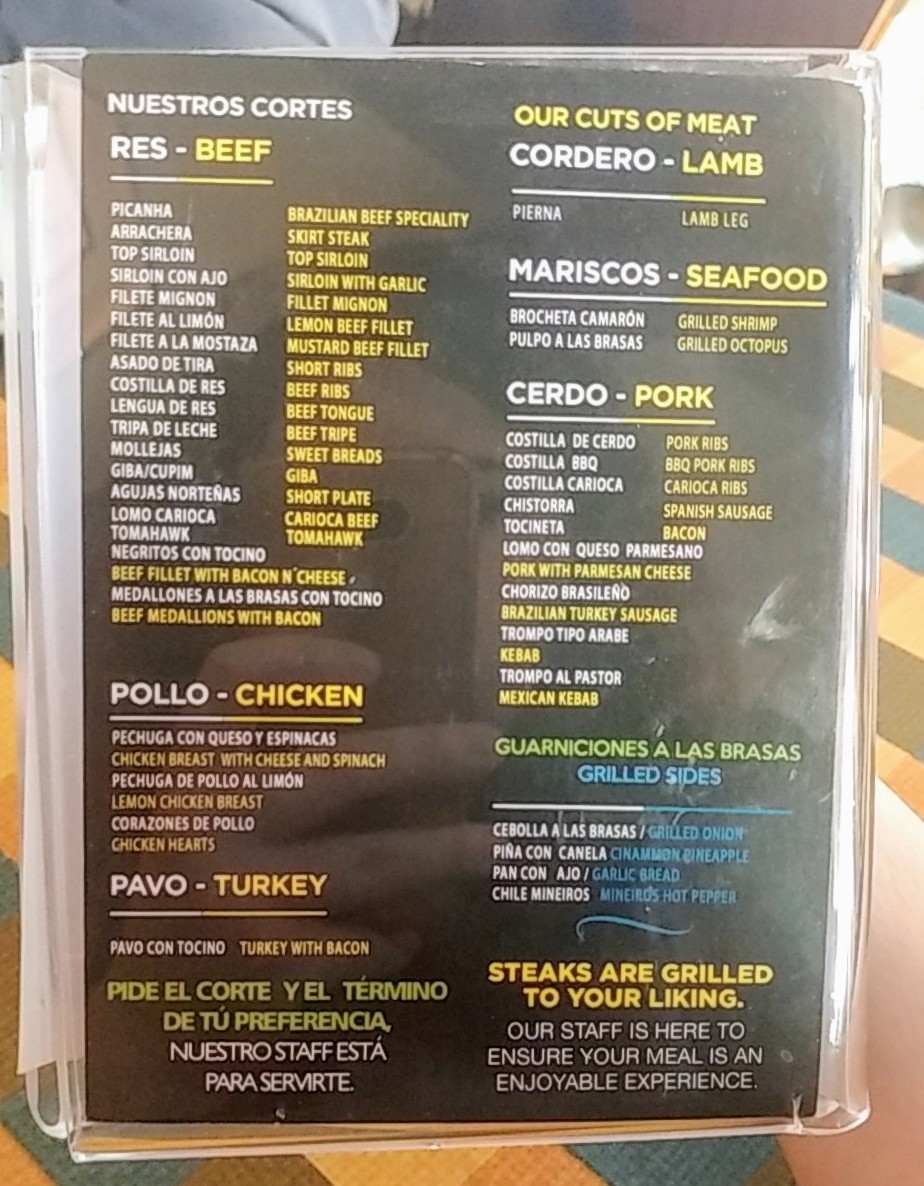 NUESTROS CORTES
RES - BEEF
PICANHA BRAZILIAN BEEF SPECIALITY
ARRACHERA SKIRT STEAK
TOP SIRLOIN TOP SIRLOIN
SIRLOIN CON AJO SIRLOIN WITH GARLIC
FILETE MIGNON FILLET MIGNON
FILETE AL LIMÓN LEMON BEEF FILLET
FILETE A LA MOSTAZA MUSTARD BEEF FILLET
ASADO DE TIRA SHORT RIBS
COSTILLA DE RES BEEF RIBS
LENGUA DE RES BEEF TONGUE
TRIPA DE LECHE BEEF TRIPE
MOLLEJAS SWEET BREADS
GIBA/CUPIM GIBA
AGUJAS NORTEÑAS SHORT PLATE
LOMO CARIOCA CARIOCA BEEF
TOMAHAWK TOMAHAWK
NEGRITOS CON TOCINO
BEEF FILLET WITH BACON N´CHEESE
MEDALLONES A LAS BRASAS CON TOCINO
BEEF MEDALLIONS WITH BACON
POLLO - CHICKEN
PECHUGA CON QUESO Y ESPINACAS
CHICKEN BREAST WITH CHEESE AND SPINACH
PECHUGA DE POLLO AL LIMÓN
LEMON CHICKEN BREAST
CORAZONES DE POLLO
CHICKEN HEARTS
PAVO - TURKEY
PAVO CON TOCINO TURKEY WITH BACON
PIDE EL CORTE Y EL TÉRMINO
DE TÚ PREFERENCIA,
NUESTRO STAFF ESTÁ
PARA SERVIRTE.
OUR CUTS OF MEAT
CORDERO - LAMB
PIERNA LAMB LEG
MARISCOS - SEAFOOD
BROCHETA CAMARÓN GRILLED SHRIMP
PULPO A LAS BRASAS GRILLED OCTOPUS
CERDO - PORK
COSTILLA DE CERDO PORK RIBS
COSTILLA BBQ BBQ PORK RIBS
COSTILLA CARIOCA CARIOCA RIBS
CHISTORRA SPANISH SAUSAGE
TOCINETA BACON
LOMO CON QUESO PARMESANO
PORK WITH PARMESAN CHEESE
CHORIZO BRASILEÑO
BRAZILIAN TURKEY SAUSAGE
TROMPO TIPO ARABE
KEBAB
TROMPO AL PASTOR
MEXICAN KEBAB
GUARNICIONES A LAS BRASAS
GRILLED SIDES
CEBOLLA A LAS BRASAS / GRILLED ONION
PIÑA CON CANELA CINAMMON PINEAPPLE
PAN CON AJO / GARLIC BREAD
CHILE MINEIROS MINEIROS HOT PEPPER
STEAKS ARE GRILLED
TO YOUR LIKING.
OUR STAFF IS HERE TO
ENSURE YOUR MEAL IS AN
ENJOYABLE EXPERIENCE.